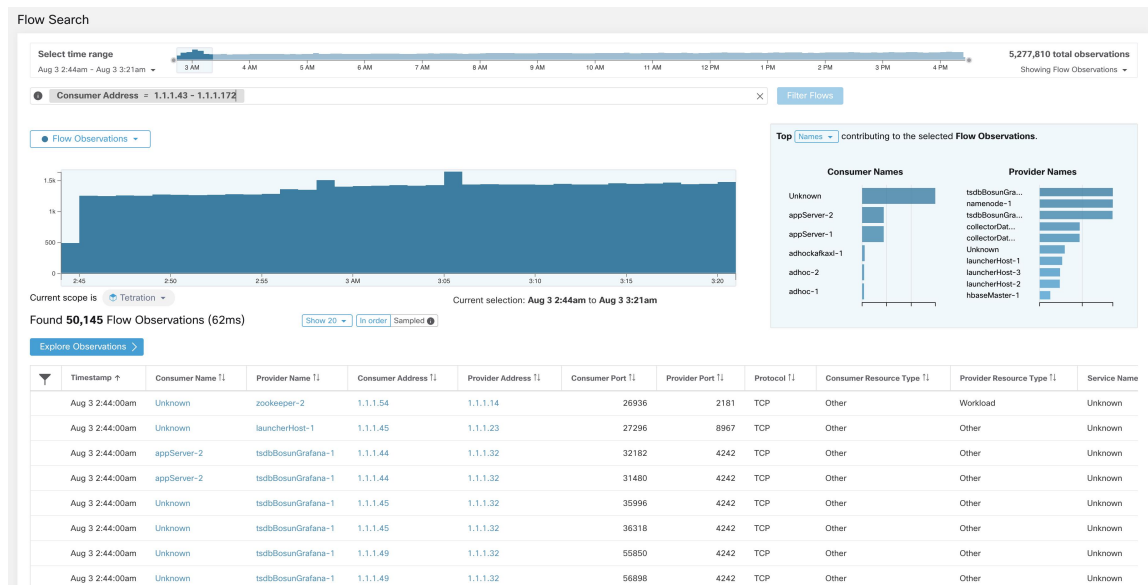 Flow Search
Select time range
Aug 3 2:44am - Aug 3 3:21am
3 AM 4 AM 5 AM 6 AM 7 AM 8 AM 9 AM 10 AM 11 AM 12 PM 1 PM 2 PM 3 PM 4 PM
5,277,810 total observations
Showing Flow Observations
Consumer Address = 1.1.1.43 - 1.1.1.172
Filter Flows
Flow Observations
1.5k
1k
500
0
2:45 2:50 2:55 3 AM 3:05 3:10 3:15 3:20
Top Names contributing to the selected Flow Observations.
Consumer Names
Unknown
appServer-2
appServer-1
adhockafkaxl-1
adhoc-2
adhoc-1
Provider Names
tsdbBosunGra...
namenode-1
tsdbBosunGra...
collectorDat...
collectorDat...
Unknown
launcherHost-1
launcherHost-3
launcherHost-2
hbaseMaster-1
Current scope is Tetration
Current selection: Aug 3 2:44am to Aug 3 3:21am
Found 50,145 Flow Observations (62ms)
Show 20 In order Sampled
Explore Observations
Timestamp Consumer Name Provider Name Consumer Address Provider Address Consumer Port Provider Port Protocol Consumer Resource Type Provider Resource Type Service Name
Aug 3 2:44:00am Unknown zookeeper-2 1.1.1.54 1.1.1.14 26936 2181 TCP Other Workload Unknown
Aug 3 2:44:00am Unknown launcherHost-1 1.1.1.45 1.1.1.23 27296 8967 TCP Other Other Unknown
Aug 3 2:44:00am appServer-2 tsdbBosunGrafana-1 1.1.1.44 1.1.1.32 32182 4242 TCP Other Other Unknown
Aug 3 2:44:00am appServer-2 tsdbBosunGrafana-1 1.1.1.44 1.1.1.32 31480 4242 TCP Other Other Unknown
Aug 3 2:44:00am Unknown tsdbBosunGrafana-1 1.1.1.45 1.1.1.32 35996 4242 TCP Other Other Unknown
Aug 3 2:44:00am Unknown tsdbBosunGrafana-1 1.1.1.45 1.1.1.32 36318 4242 TCP Other Other Unknown
Aug 3 2:44:00am Unknown tsdbBosunGrafana-1 1.1.1.49 1.1.1.32 55850 4242 TCP Other Other Unknown
Aug 3 2:44:00am Unknown tsdbBosunGrafana-1 1.1.1.49 1.1.1.32 56898 4242 TCP Other Other Unknown